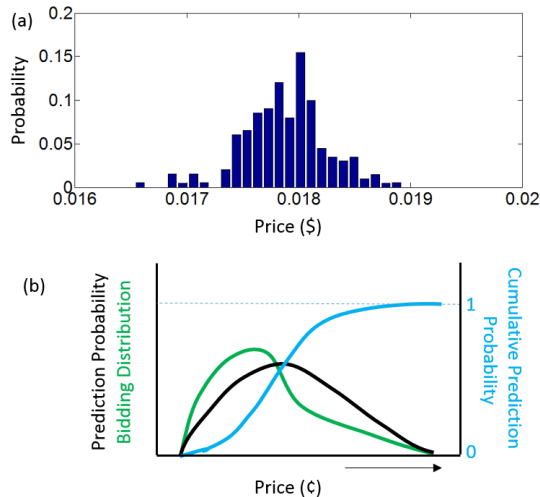 (a)
Probability
0.2
0.15
0.1
0.05
0
0.016
0.017
0.018
0.019
0.02
Price ($)
(b)
Prediction Probability
Bidding Distribution
1
0
Cumulative Prediction
Probability
Price (¢)